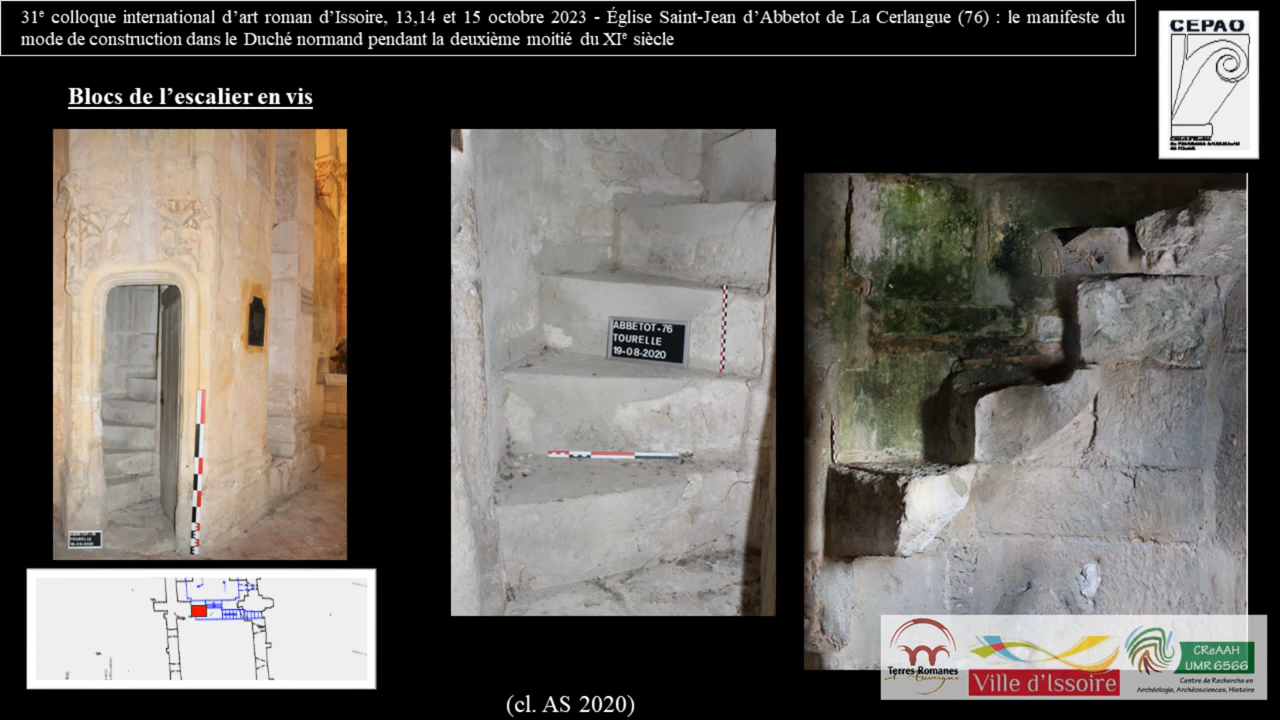 31e colloque international d'art roman d'Issoire, 13,14 et 15 octobre 2023 - Église Saint-Jean d'Abbetot de La Cerlangue (76) : le manifeste du
mode de construction dans le Duché normand pendant la deuxième moitié du XIe siècle
CEPAO
Blocs de l'escalier en vis
ABBETOT-76
TOURELLE
19-08-2020
Terres Romanes
d'Auvergne
Ville d'Issoire
CReAAH
UMR 6566
Centre de Recherche en
Archéologie, Archéosciences, Histoire
(cl. AS 2020)